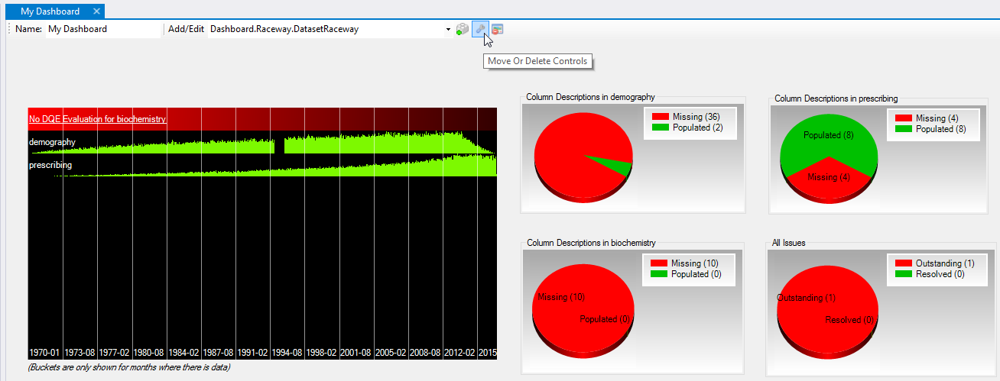 My Dashboard
Name: My Dashboard Add/Edit Dashboard.Raceway.DatasetRaceway
Move Or Delete Controls
No DQE Evaluation for biochemistry
demography
prescribing
1970-01 1973-08 1977-02 1980-08 1984-02 1987-08 1991-02 1994-08 1998-02 2001-08 2005-02 2008-08 2012-02 2015
(Buckets are only shown for months where there is data)
Column Descriptions in demography
Missing (36)
Populated (2)
Column Descriptions in prescribing
Missing (4)
Populated (8)
Populated (8)
Missing (4)
Column Descriptions in biochemistry
Missing (10)
Populated (0)
Missing (10)
Populated (0)
All Issues
Outstanding (1)
Resolved (0)
Outstanding (1)
Resolved (0)